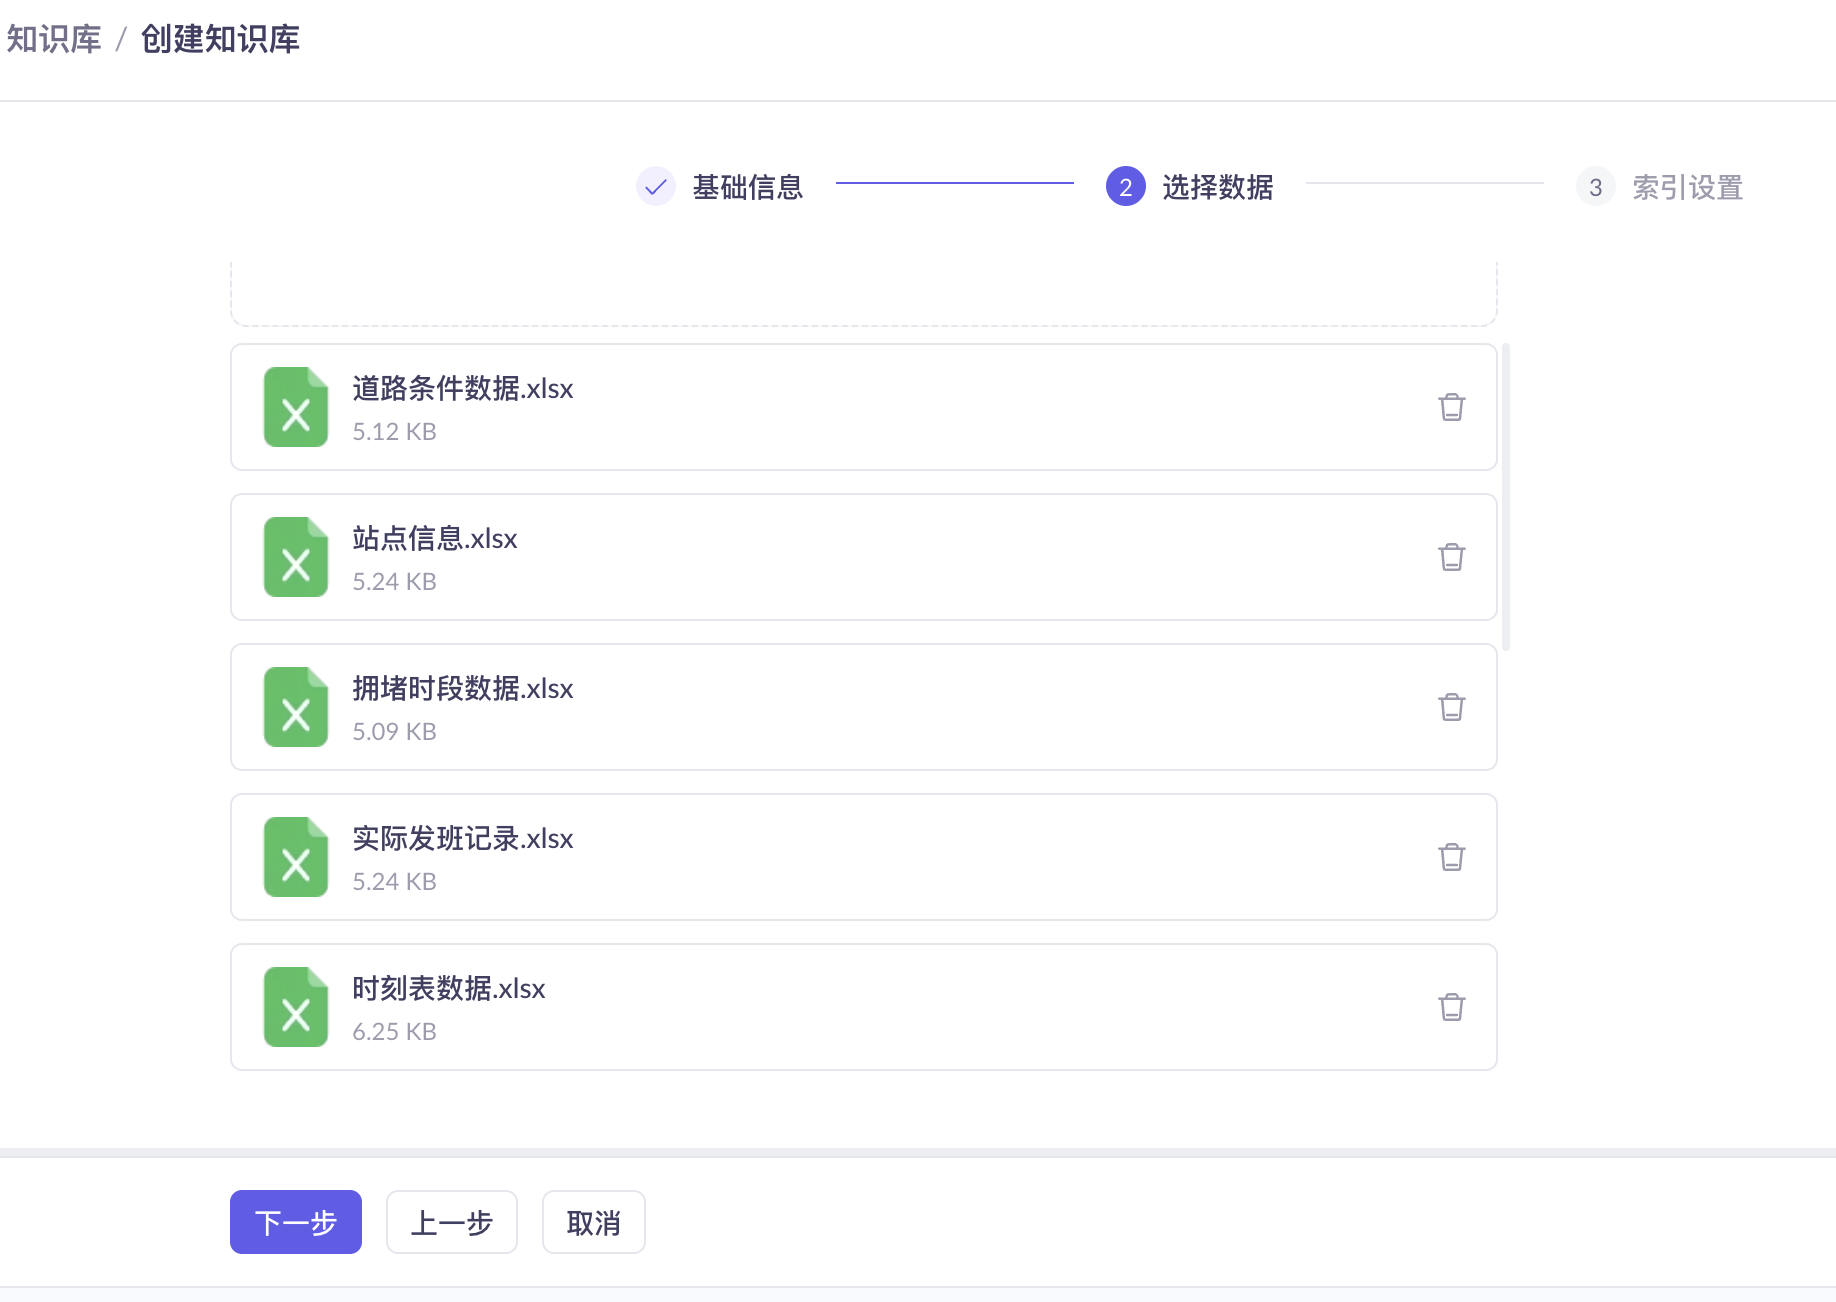 知识库 / 创建知识库
基础信息
2 选择数据
3 索引设置
道路条件数据.xlsx
5.12 KB
站点信息.xlsx
5.24 KB
拥堵时段数据.xlsx
5.09 KB
实际发班记录.xlsx
5.24 KB
时刻表数据.xlsx
6.25 KB
下一步
上一步
取消